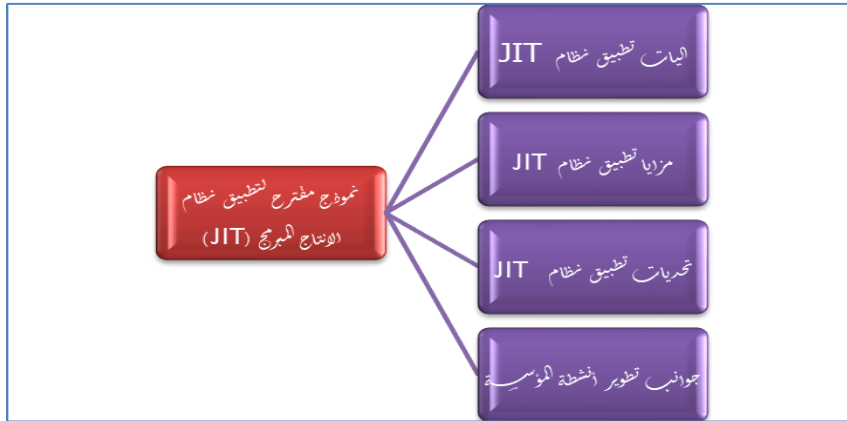 اليات تطبيق نظام JIT
مزايا تطبيق نظام JIT
نموذج مقترح لتطبيق نظام
الانتاج المبرمج (JIT)
تحديات تطبيق نظام JIT
جوانب تطوير أنشطة المؤسسة